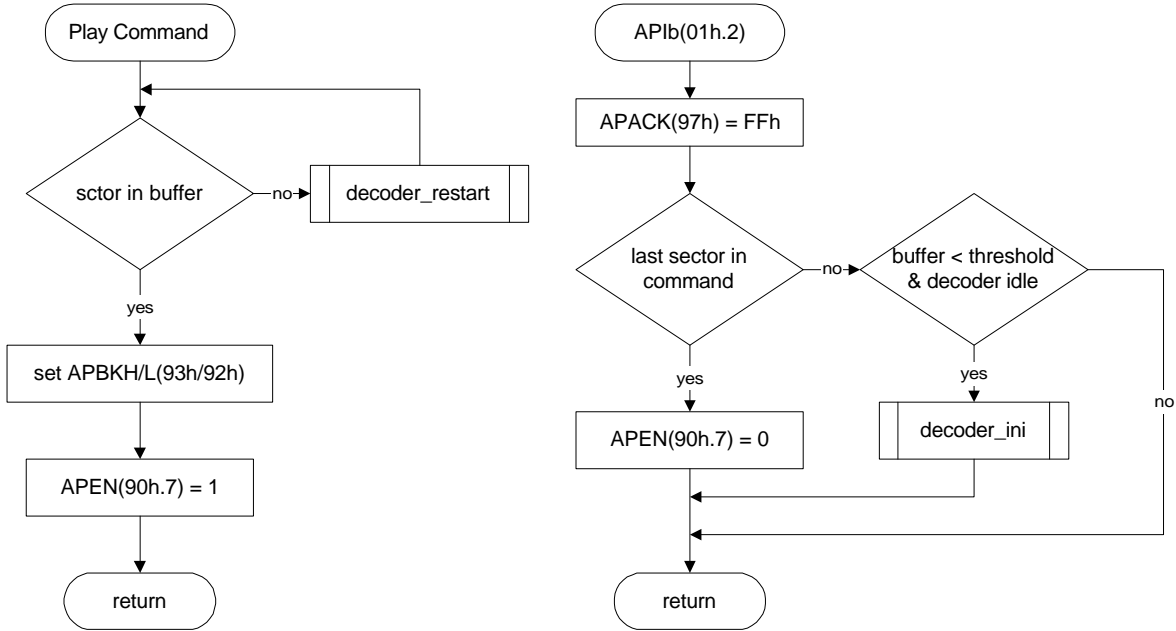 Play Command
sctor in buffer
no
decoder_restart
yes
set APBKH/L(93h/92h)
APEN(90h.7) = 1
return
APIb(01h.2)
APACK(97h) = FFh
last sector in
command
no
buffer < threshold
& decoder idle
yes
yes
no
APEN(90h.7) = 0
decoder_ini
return